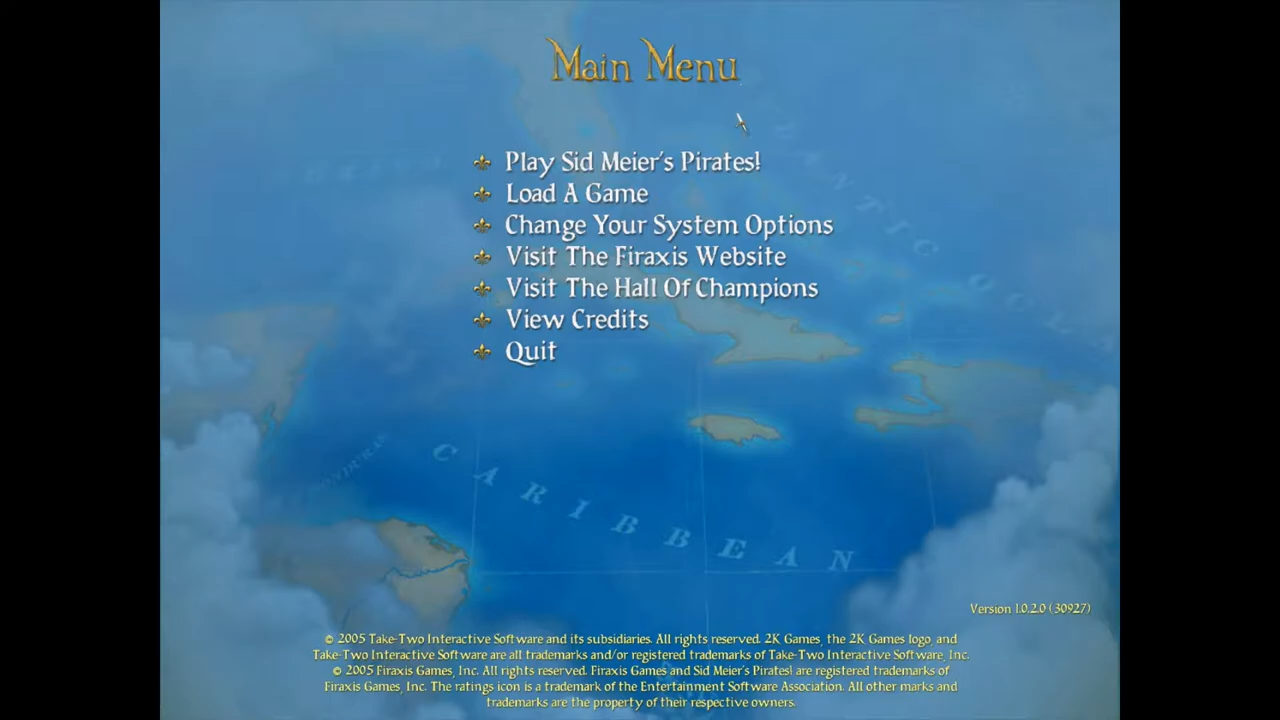 Main Menu
Play Sid Meier's Pirates!
Load A Game
Change Your System Options
Visit The Firaxis Website
Visit The Hall Of Champions
View Credits
Quit
CARIBBEAN
Version 1.0.2.0 (30927)
© 2005 Take-Two Interactive Software and its subsidiaries. All rights reserved. 2K Games, the 2K Games logo, and
Take-Two Interactive Software are all trademarks and/or registered trademarks of Take-Two Interactive Software, Inc.
© 2005 Firaxis Games, Inc. All rights reserved. Firaxis Games and Sid Meier's Pirates! are registered trademarks of
Firaxis Games, Inc. The ratings icon is a trademark of the Entertainment Software Association. All other marks and
trademarks are the property of their respective owners.